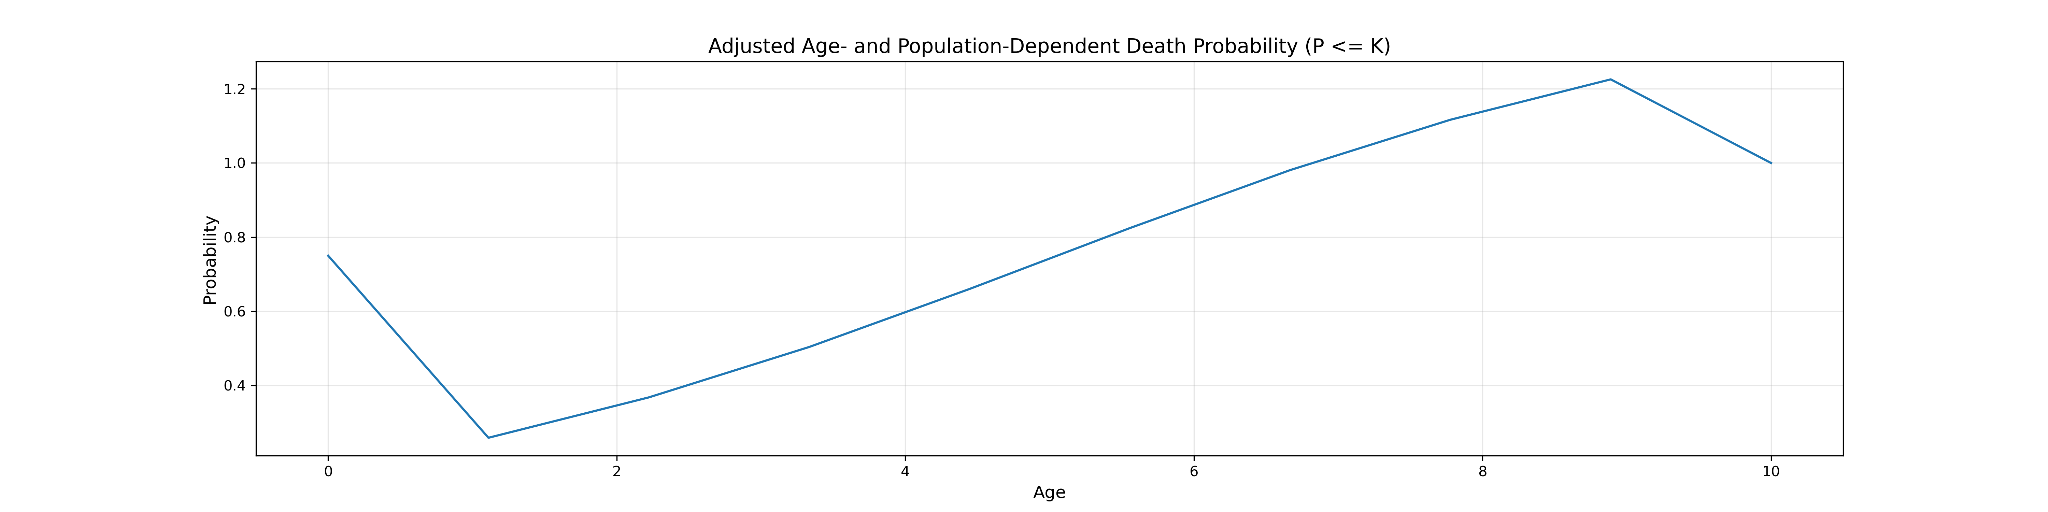 Adjusted Age- and Population-Dependent Death Probability (P <= K)
Probability
1.2
1.0
0.8
0.6
0.4
0 2 4 6 8 10
Age